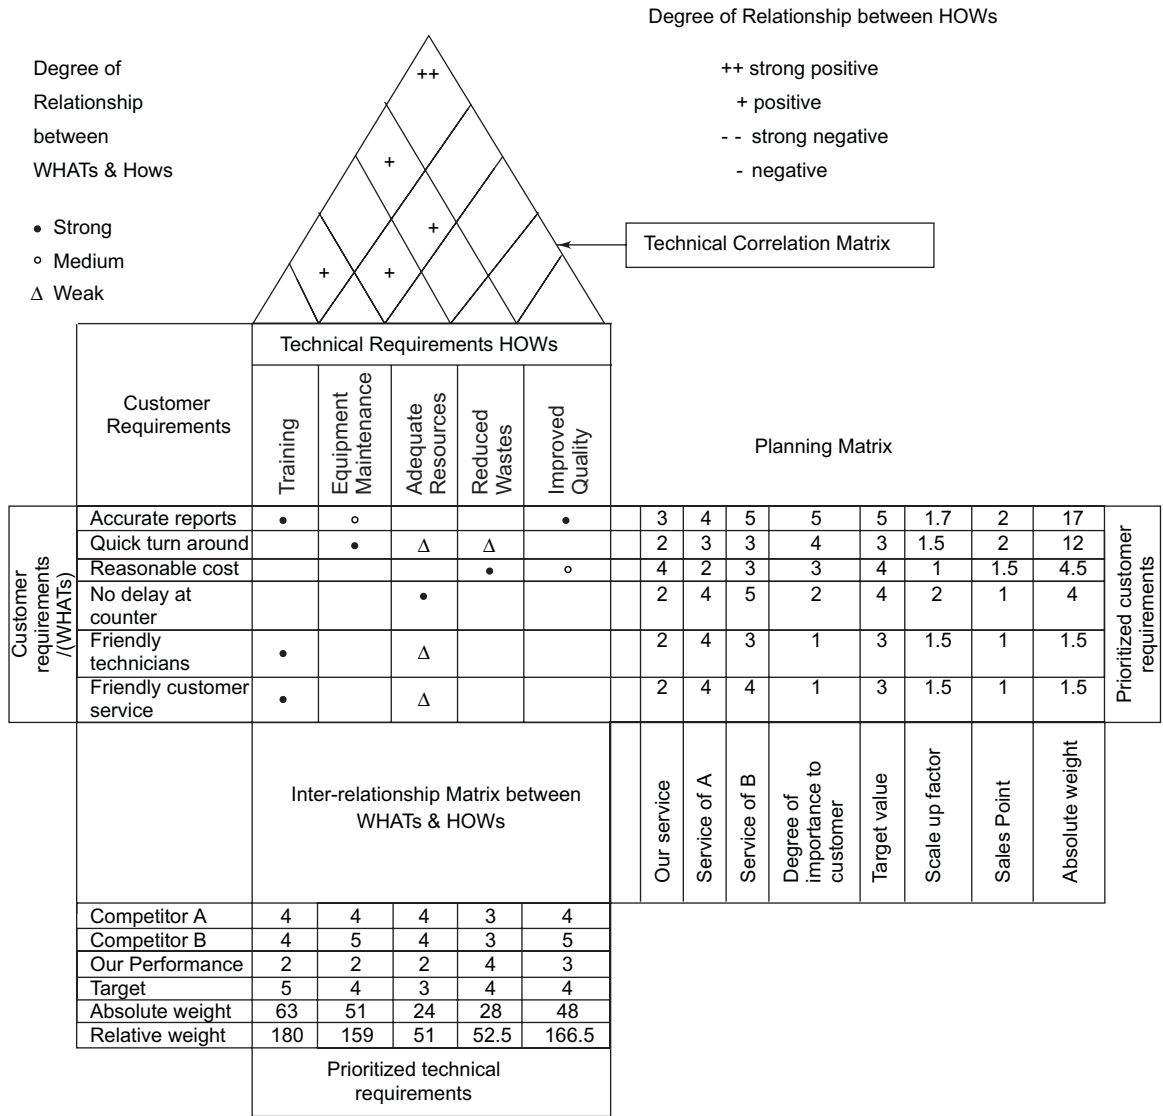 Degree of Relationship between HOWs
Degree of
Relationship
between
WHATs & Hows
• Strong
∘ Medium
Δ Weak
++ strong positive
+ positive
- - strong negative
- negative
++
+
+
+ +
Technical Correlation Matrix
Technical Requirements HOWs
Customer
Requirements
Training
Equipment
Maintenance
Adequate
Resources
Reduced
Wastes
Improved
Quality
Planning Matrix
Customer
requirements
/(WHATs)
Accurate reports • ∘ • 3 4 5 5 5 1.7 2 17
Quick turn around • Δ Δ 2 3 3 4 3 1.5 2 12
Reasonable cost • ∘ 4 2 3 3 4 1 1.5 4.5
No delay at
counter • 2 4 5 2 4 2 1 4
Friendly
technicians • Δ 2 4 3 1 3 1.5 1 1.5
Friendly customer
service • Δ 2 4 4 1 3 1.5 1 1.5
Prioritized customer
requirements
Inter-relationship Matrix between
WHATs & HOWs
Our service
Service of A
Service of B
Degree of
importance to
customer
Target value
Scale up factor
Sales Point
Absolute weight
Competitor A 4 4 4 3 4
Competitor B 4 5 4 3 5
Our Performance 2 2 2 4 3
Target 5 4 3 4 4
Absolute weight 63 51 24 28 48
Relative weight 180 159 51 52.5 166.5
Prioritized technical
requirements